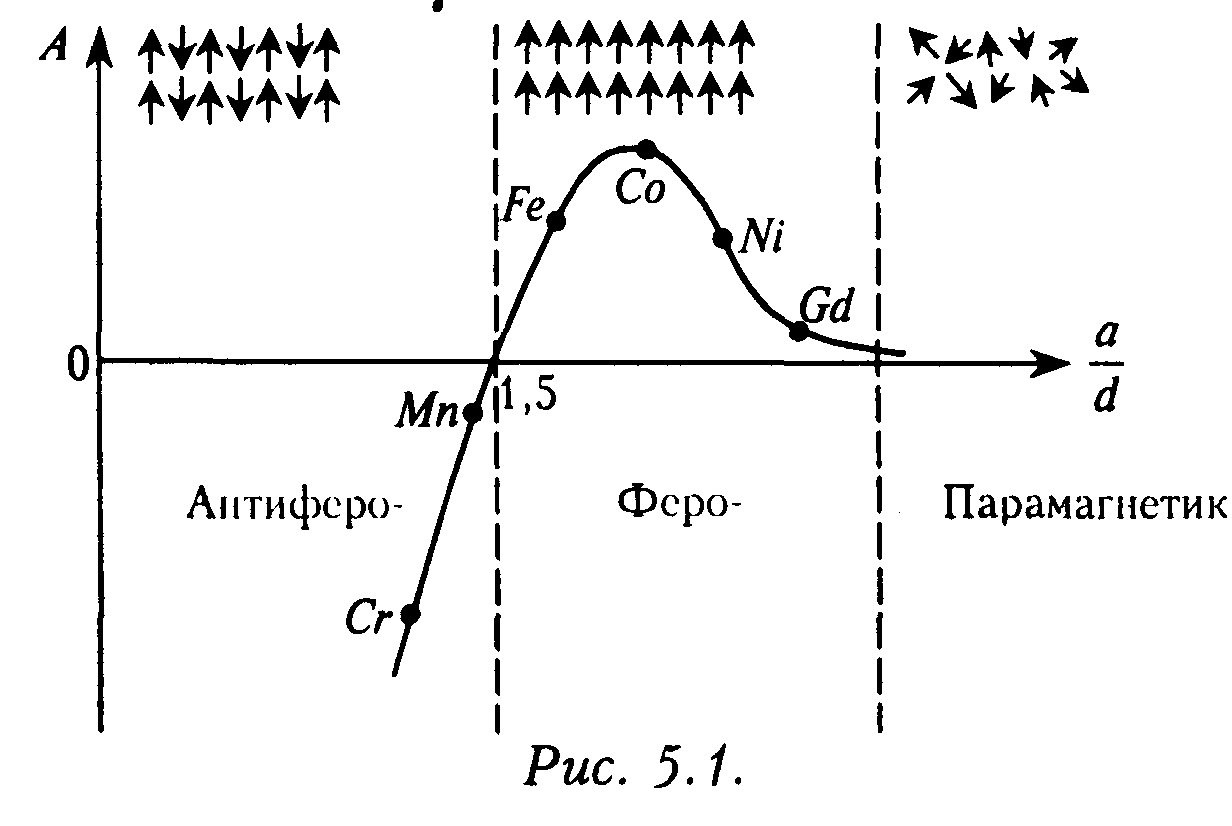 A
Fe
Co
Ni
Gd
0
a
d
Mn
1,5
Антиферо-
Феро-
Парамагнетик
Cr
Рис. 5.1.